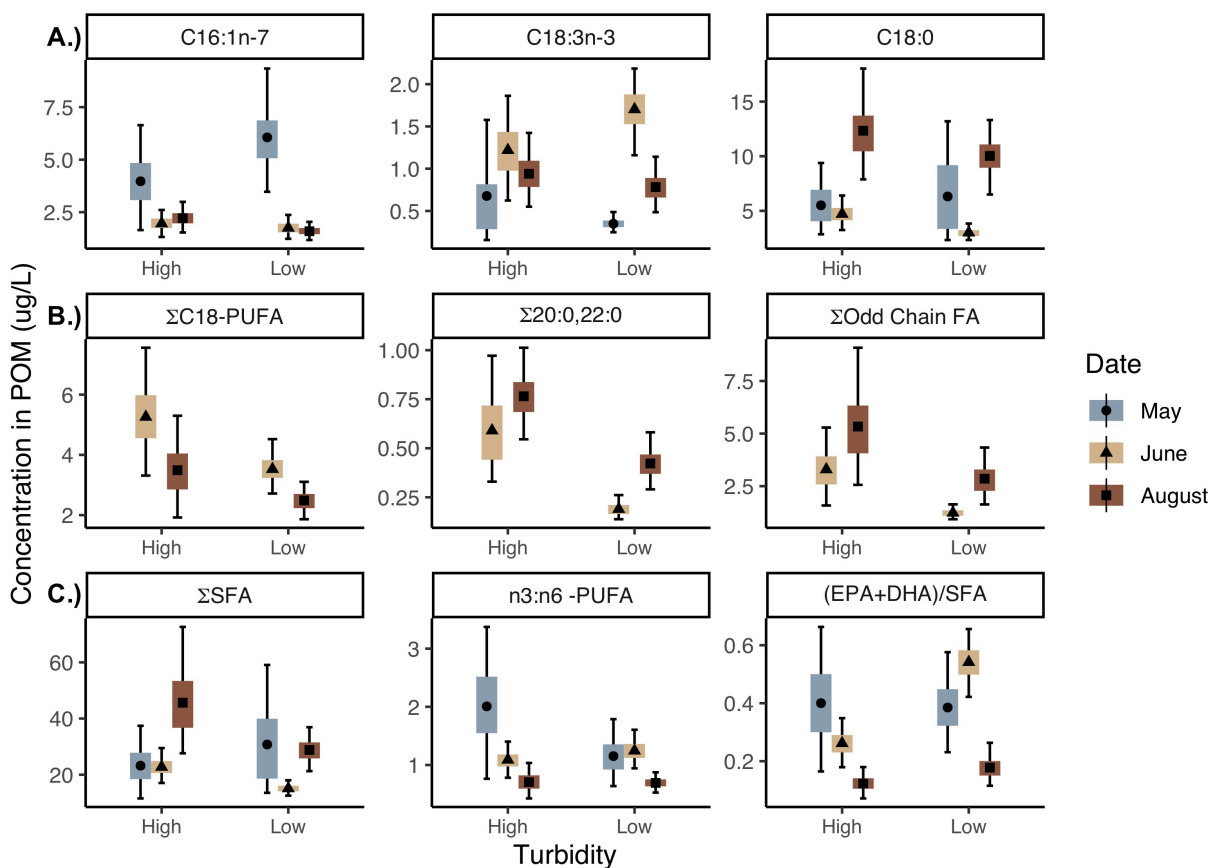 A.)
C16:1n-7
C18:3n-3
C18:0
7.5
5.0
2.5
2.0
1.5
1.0
0.5
15
10
5
High
Low
High
Low
High
Low
B.)
ΣC18-PUFA
Σ20:0,22:0
ΣOdd Chain FA
6
4
2
1.00
0.75
0.50
0.25
7.5
5.0
2.5
High
Low
High
Low
High
Low
C.)
ΣSFA
n3:n6 -PUFA
(EPA+DHA)/SFA
60
40
20
3
2
1
0.6
0.4
0.2
High
Low
High
Low
High
Low
Concentration in POM (ug/L)
Turbidity
Date
May
June
August